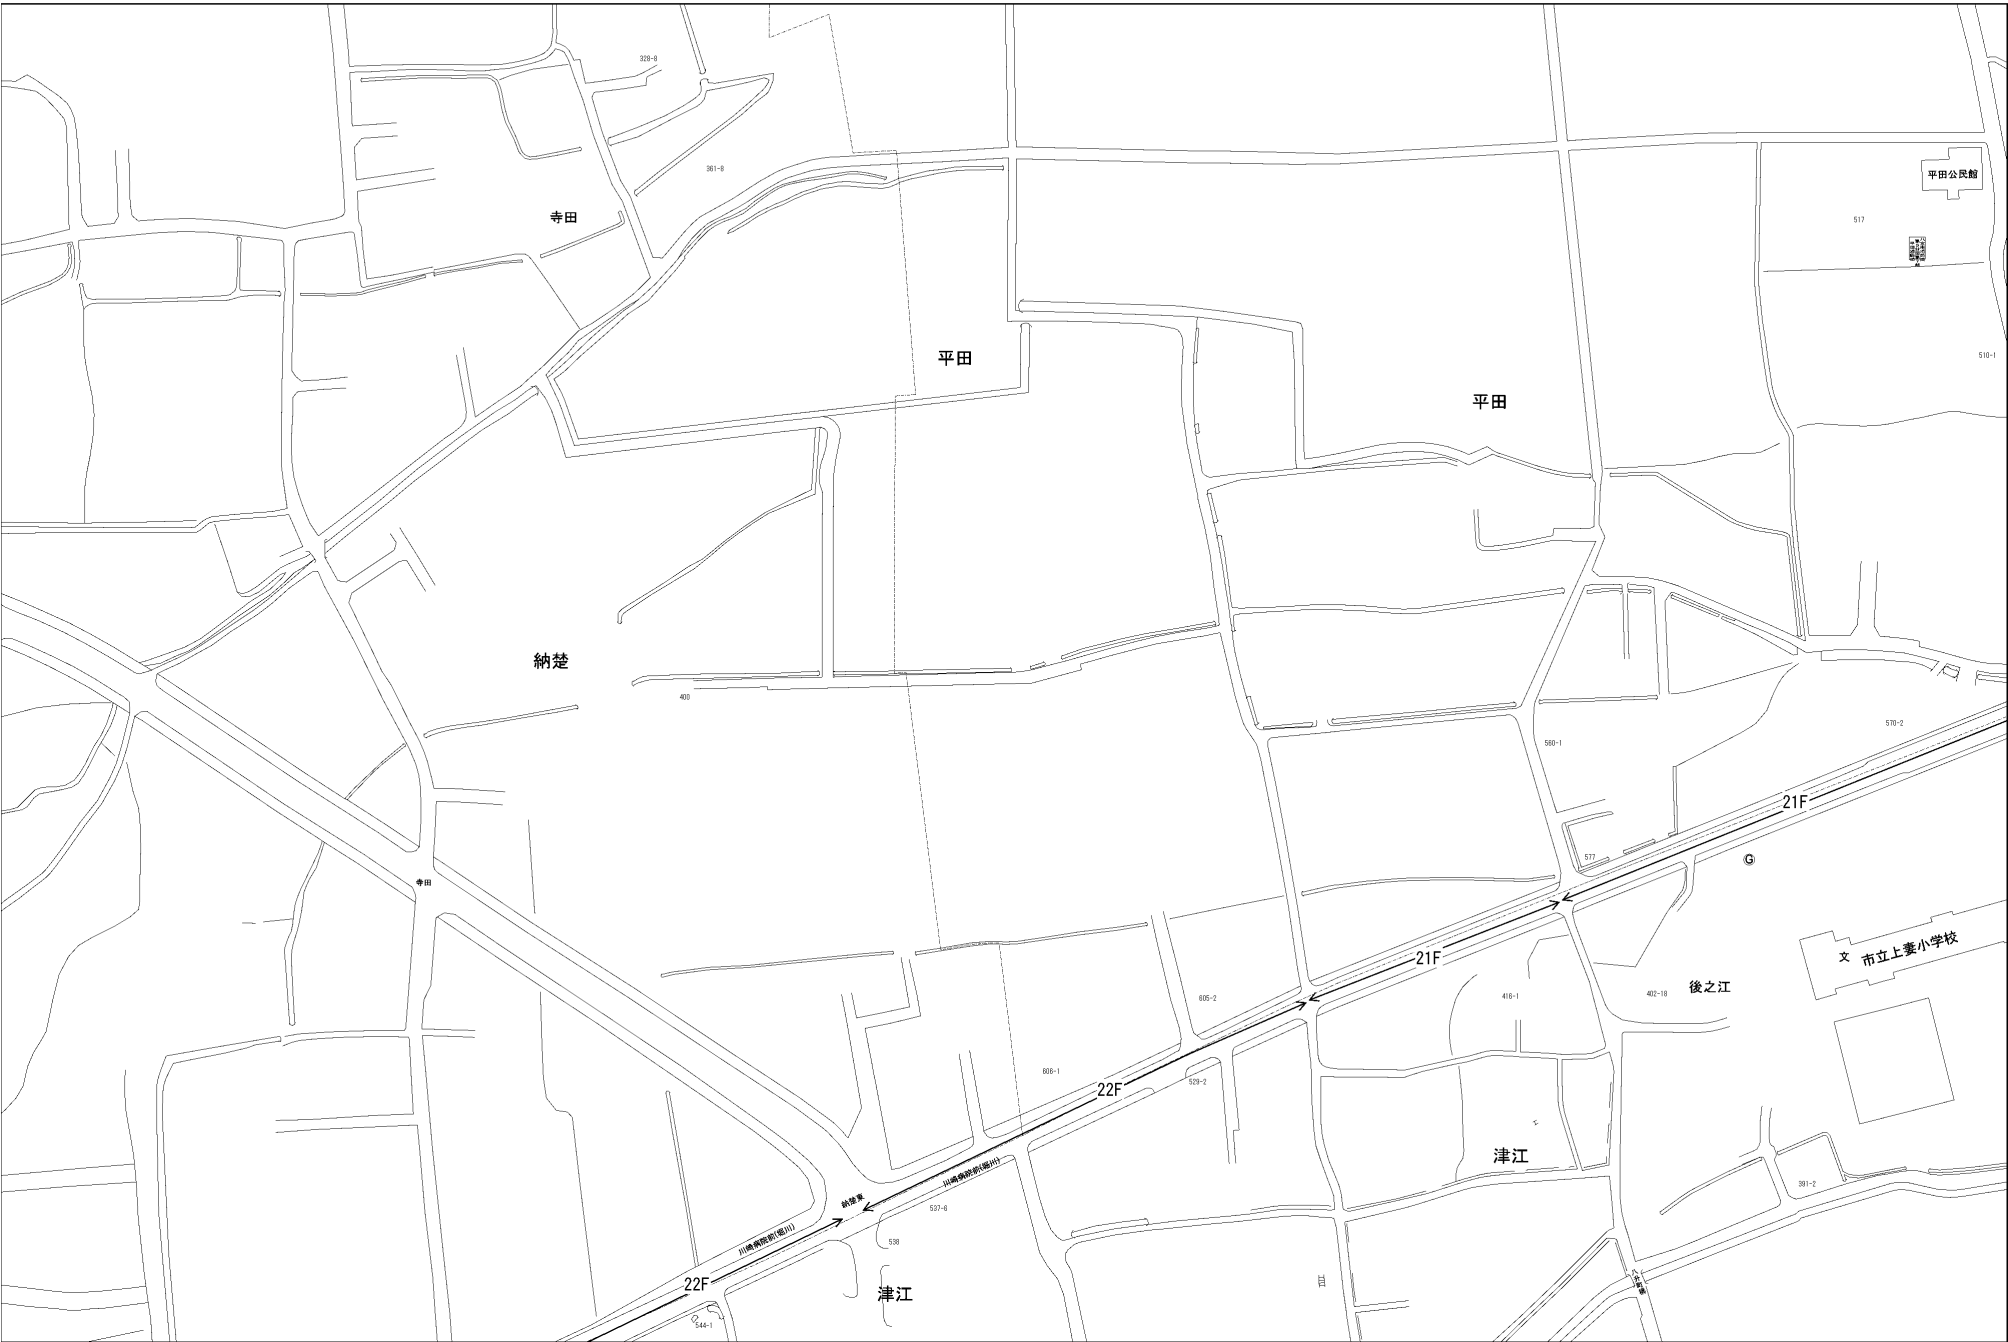 328-8
361-8
平田公民館
寺田
517
510-1
平田
平田
納楚
400
570-2
560-1
21F
577
G
寺田
文 市立上妻小学校
21F
後之江
402-18
416-1
605-2
606-1
22F
529-2
津江
川崎病院前(堀川)
391-2
納楚東
537-6
川崎病院前(堀川)
538
22F
津江
544-1